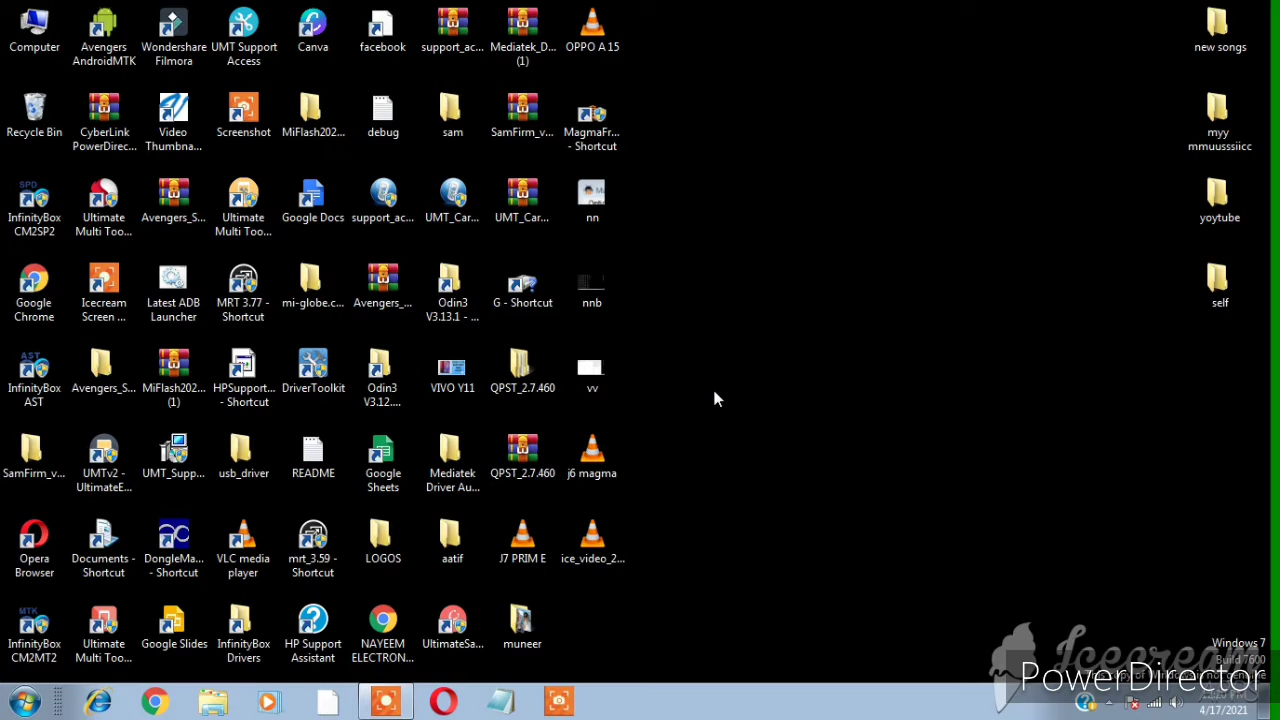 Computer
Avengers AndroidMTK
Wondershare Filmora
UMT Support Access
Canva
facebook
support_ac...
Mediatek_D... (1)
OPPO A 15
new songs
Recycle Bin
CyberLink PowerDirec...
Video Thumbna...
Screenshot
MiFlash202...
debug
sam
SamFirm_v...
MagmaFr... - Shortcut
myy mmuusssiicc
SPD
InfinityBox CM2SP2
Ultimate Multi Too...
Avengers_S...
Ultimate Multi Too...
Google Docs
support_ac...
UMT_Car...
UMT_Car...
nn
yoytube
Google Chrome
Icecream Screen ...
Latest ADB Launcher
MRT 3.77 - Shortcut
mi-globe.c...
Avengers_...
Odin3 V3.13.1 - ...
G - Shortcut
nnb
self
AST
InfinityBox AST
Avengers_S...
MiFlash202... (1)
HPSupport... - Shortcut
DriverToolkit
Odin3 V3.12....
VIVO Y11
QPST_2.7.460
vv
SamFirm_v...
UMTv2 - UltimateE...
UMT_Supp...
usb_driver
README
Google Sheets
Mediatek Driver Au...
QPST_2.7.460
j6 magma
Opera Browser
Documents - Shortcut
DongleMa... - Shortcut
VLC media player
mrt_3.59 - Shortcut
LOGOS
aatif
J7 PRIM E
ice_video_2...
MTK
InfinityBox CM2MT2
Ultimate Multi Too...
Google Slides
InfinityBox Drivers
HP Support Assistant
NAYEEM ELECTRON...
UltimateSa...
muneer
Windows 7
Build 7600
Icecream
PowerDirector
4/17/2021